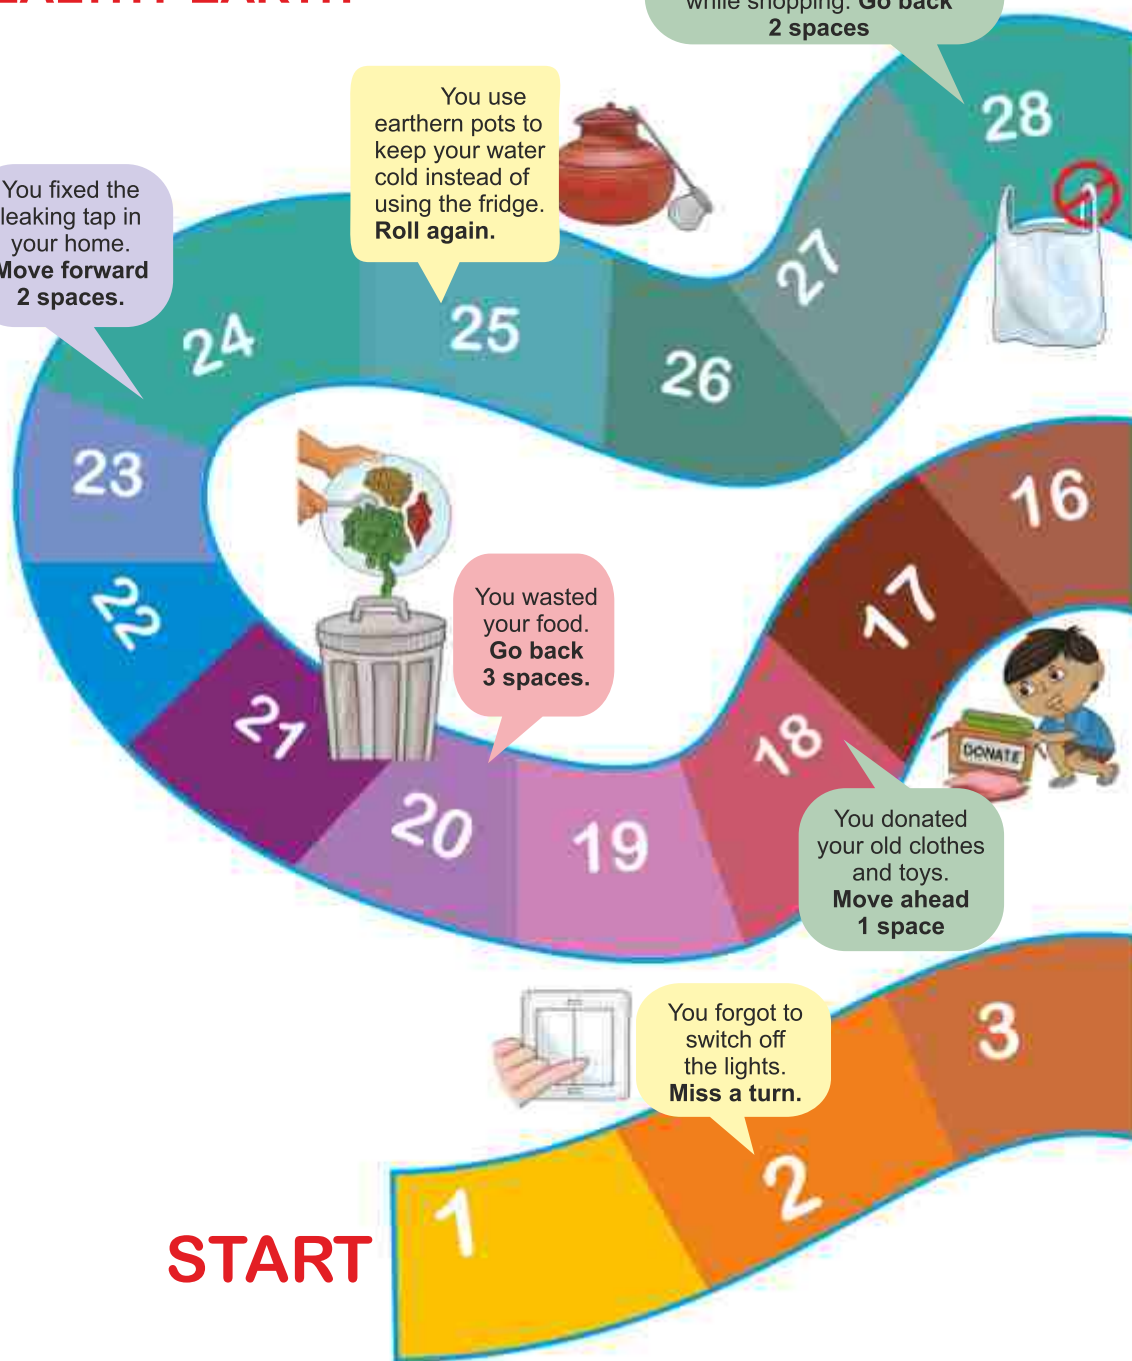 while shopping. Go back
2 spaces
28
You use
earthern pots to
keep your water
cold instead of
using the fridge.
Roll again.
You fixed the
leaking tap in
your home.
Move forward
2 spaces.
27
24
25
26
23
16
22
You wasted
your food.
Go back
3 spaces.
17
21
18
DONATE
20
19
You donated
your old clothes
and toys.
Move ahead
1 space
You forgot to
switch off
the lights.
Miss a turn.
3
2
1
START